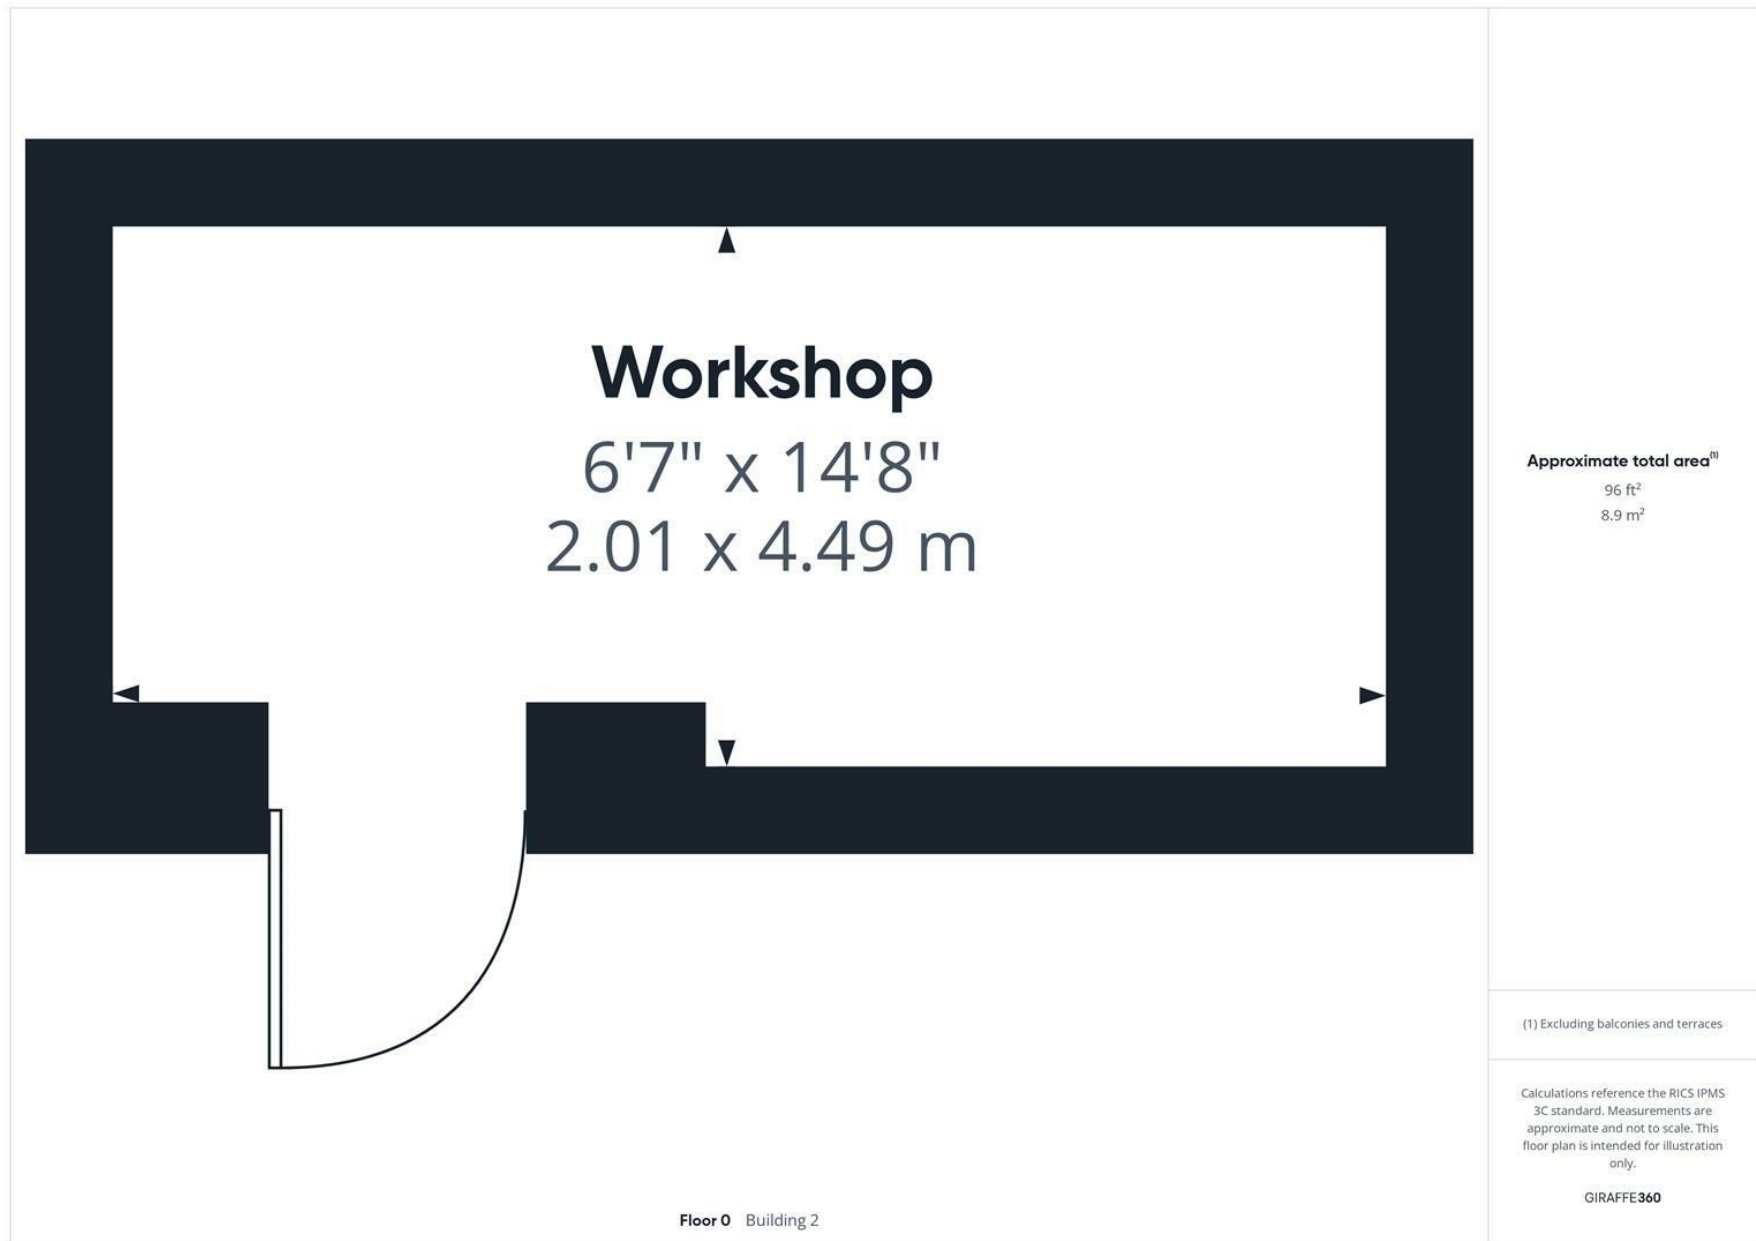 Workshop
6'7" x 14'8"
2.01 x 4.49 m
Approximate total area⁽¹⁾
96 ft²
8.9 m²
(1) Excluding balconies and terraces
Calculations reference the RICS IPMS
3C standard. Measurements are
approximate and not to scale. This
floor plan is intended for illustration
only.
GIRAFFE360
Floor 0 Building 2